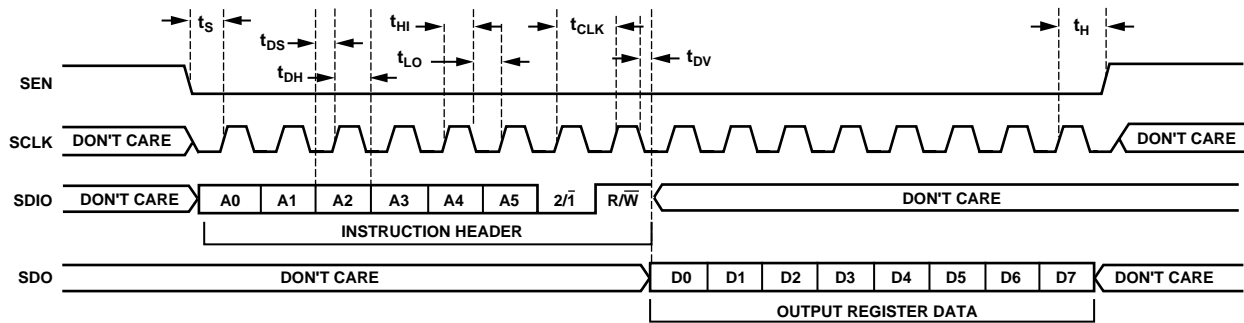 tS
tDS
tHI
tCLK
tH
tDH
tLO
tDV
SEN
SCLK DON'T CARE DON'T CARE
SDIO DON'T CARE A0 A1 A2 A3 A4 A5 2/1̅ R/W̅ DON'T CARE
INSTRUCTION HEADER
SDO DON'T CARE D0 D1 D2 D3 D4 D5 D6 D7 DON'T CARE
OUTPUT REGISTER DATA